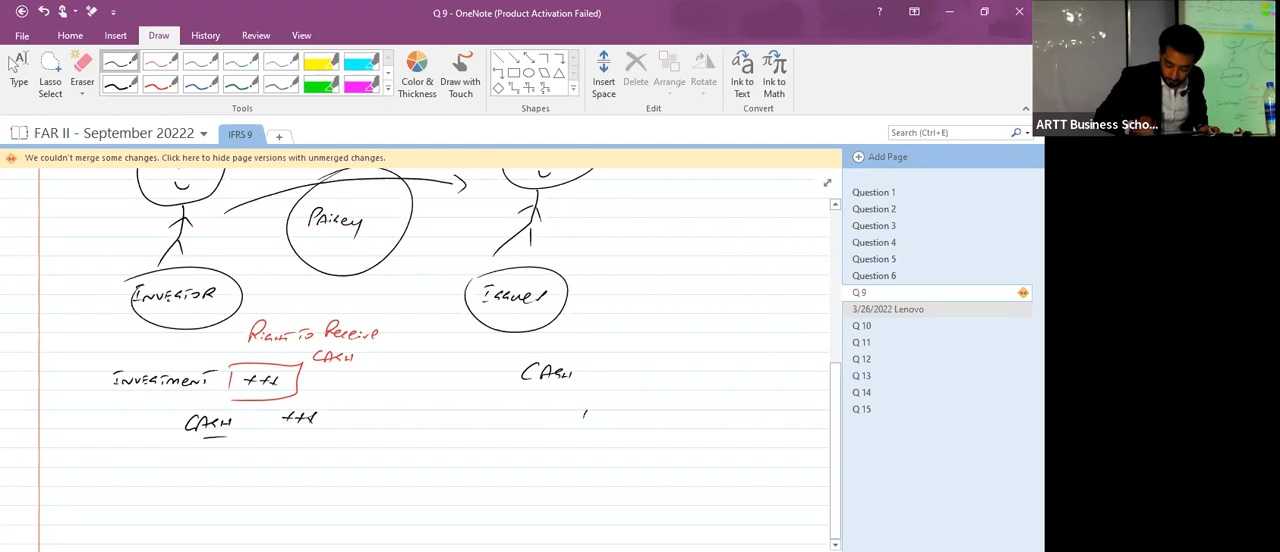 Q 9 - OneNote (Product Activation Failed)
?
File
Home
Insert
Draw
History
Review
View
Type
Lasso Select
Eraser
Color & Thickness
Draw with Touch
Insert Space
Delete
Arrange
Rotate
Ink to Text
Ink to Math
Tools
Shapes
Edit
Convert
FAR II - September 20222
IFRS 9
Search (Ctrl+E)
We couldn't merge some changes. Click here to hide page versions with unmerged changes.
Add Page
Question 1
Question 2
Question 3
Question 4
Question 5
Question 6
Q 9
3/26/2022 Lenovo
Q 10
Q 11
Q 12
Q 13
Q 14
Q 15
ARTT Business Scho...
INVESTOR
Issuer
Right To Receive
CASH
INVESTMENT +++
CASH
CASH +++